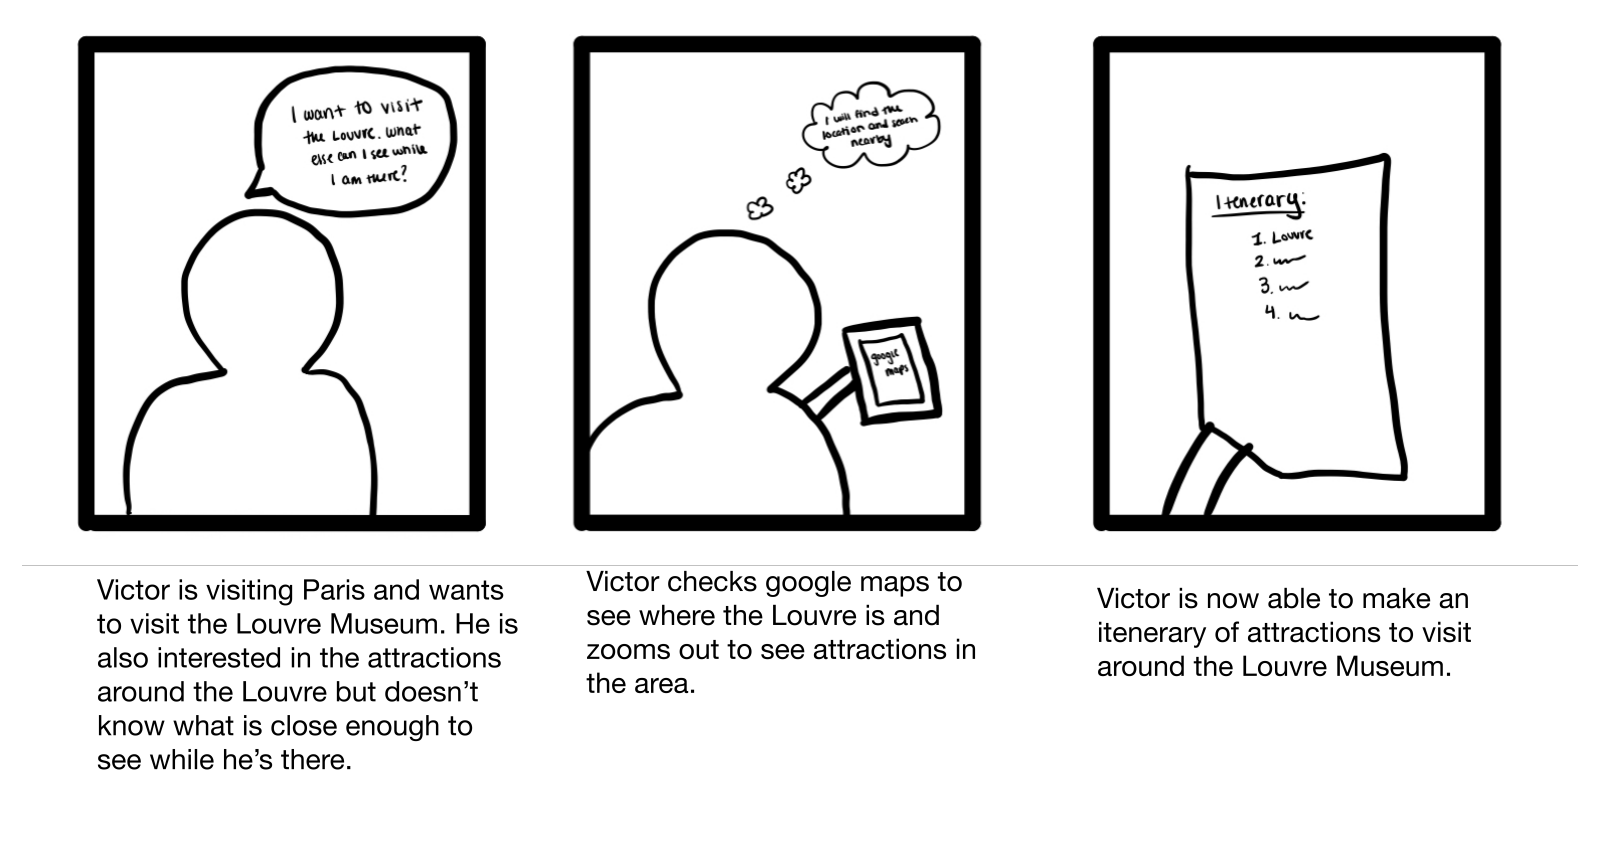 I want to visit
the Louvre. What
else can I see while
I am there?
Victor is visiting Paris and wants
to visit the Louvre Museum. He is
also interested in the attractions
around the Louvre but doesn't
know what is close enough to
see while he's there.
I will find the
location and seach
nearby
google
maps
Victor checks google maps to
see where the Louvre is and
zooms out to see attractions in
the area.
Itenerary:
1. Louvre
2.
3.
4.
Victor is now able to make an
itenerary of attractions to visit
around the Louvre Museum.